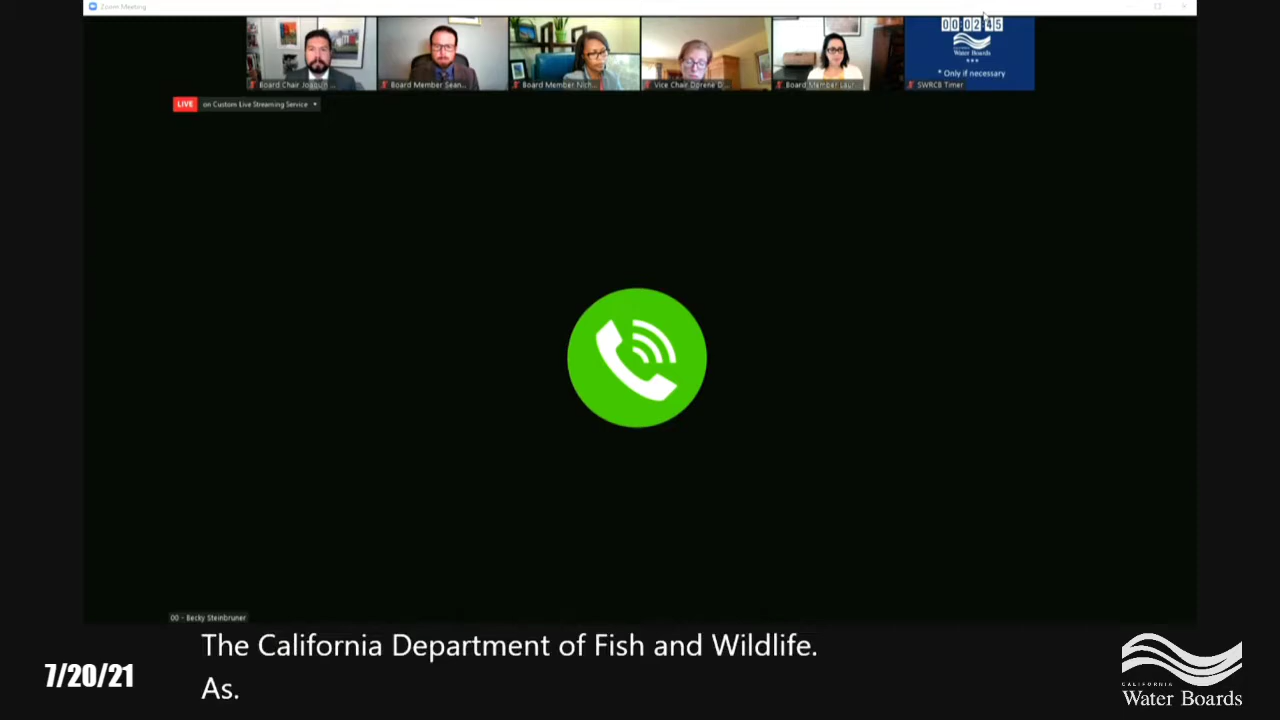 Zoom Meeting
00:02:45
Water Boards
***
* Only if necessary
Board Chair Joaquin ...
Board Member Sean...
Board Member Nich...
Vice Chair Dorene D...
Board Member Laur...
SWRCB Timer
LIVE
on Custom Live Streaming Service
00 - Becky Steinbruner
The California Department of Fish and Wildlife.
As.
7/20/21
CALIFORNIA
Water Boards